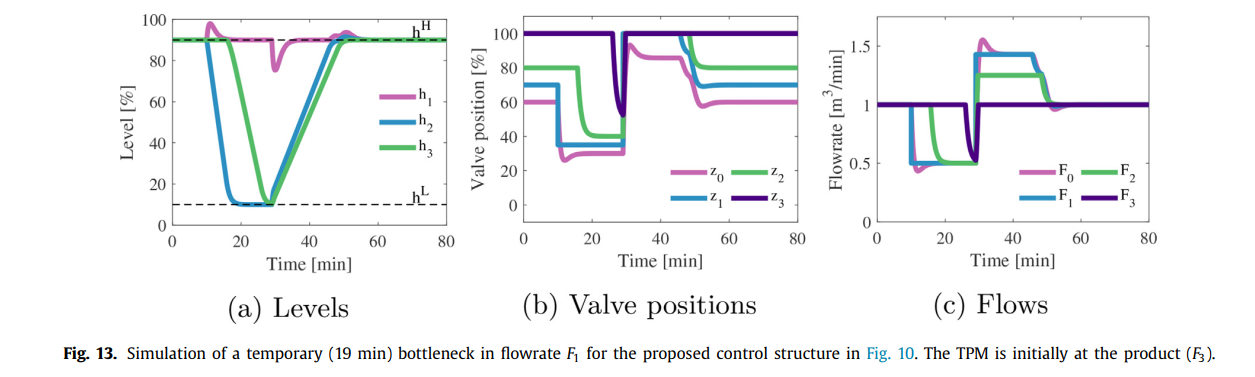 100
80
60
40
20
0
0 20 40 60 80
Level [%]
Time [min]
h^H
h^L
h_1
h_2
h_3
(a) Levels
100
80
60
40
20
0
0 20 40 60 80
Valve position [%]
Time [min]
z_0 z_2
z_1 z_3
(b) Valve positions
1.5
1
0.5
0
0 20 40 60 80
Flowrate [m^3/min]
Time [min]
F_0 F_2
F_1 F_3
(c) Flows
Fig. 13. Simulation of a temporary (19 min) bottleneck in flowrate F_1 for the proposed control structure in Fig. 10. The TPM is initially at the product (F_3).